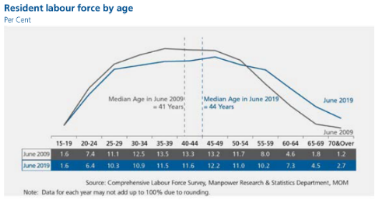 Resident labour force by age
Per Cent
Median Age in June 2009
= 41 Years
Median Age in June 2019
= 44 Years
June 2019
June 2009
15-19 20-24 25-29 30-34 35-39 40-44 45-49 50-54 55-59 60-64 65-69 70&Over
June 2009 1.6 7.4 11.1 12.5 13.5 13.3 13.2 11.7 8.0 4.6 1.8 1.2
June 2019 1.6 6.4 10.3 10.9 11.5 11.6 12.2 11.0 10.2 7.3 4.5 2.7
Source: Comprehensive Labour Force Survey, Manpower Research & Statistics Department, MOM
Note: Data for each year may not add up to 100% due to rounding.